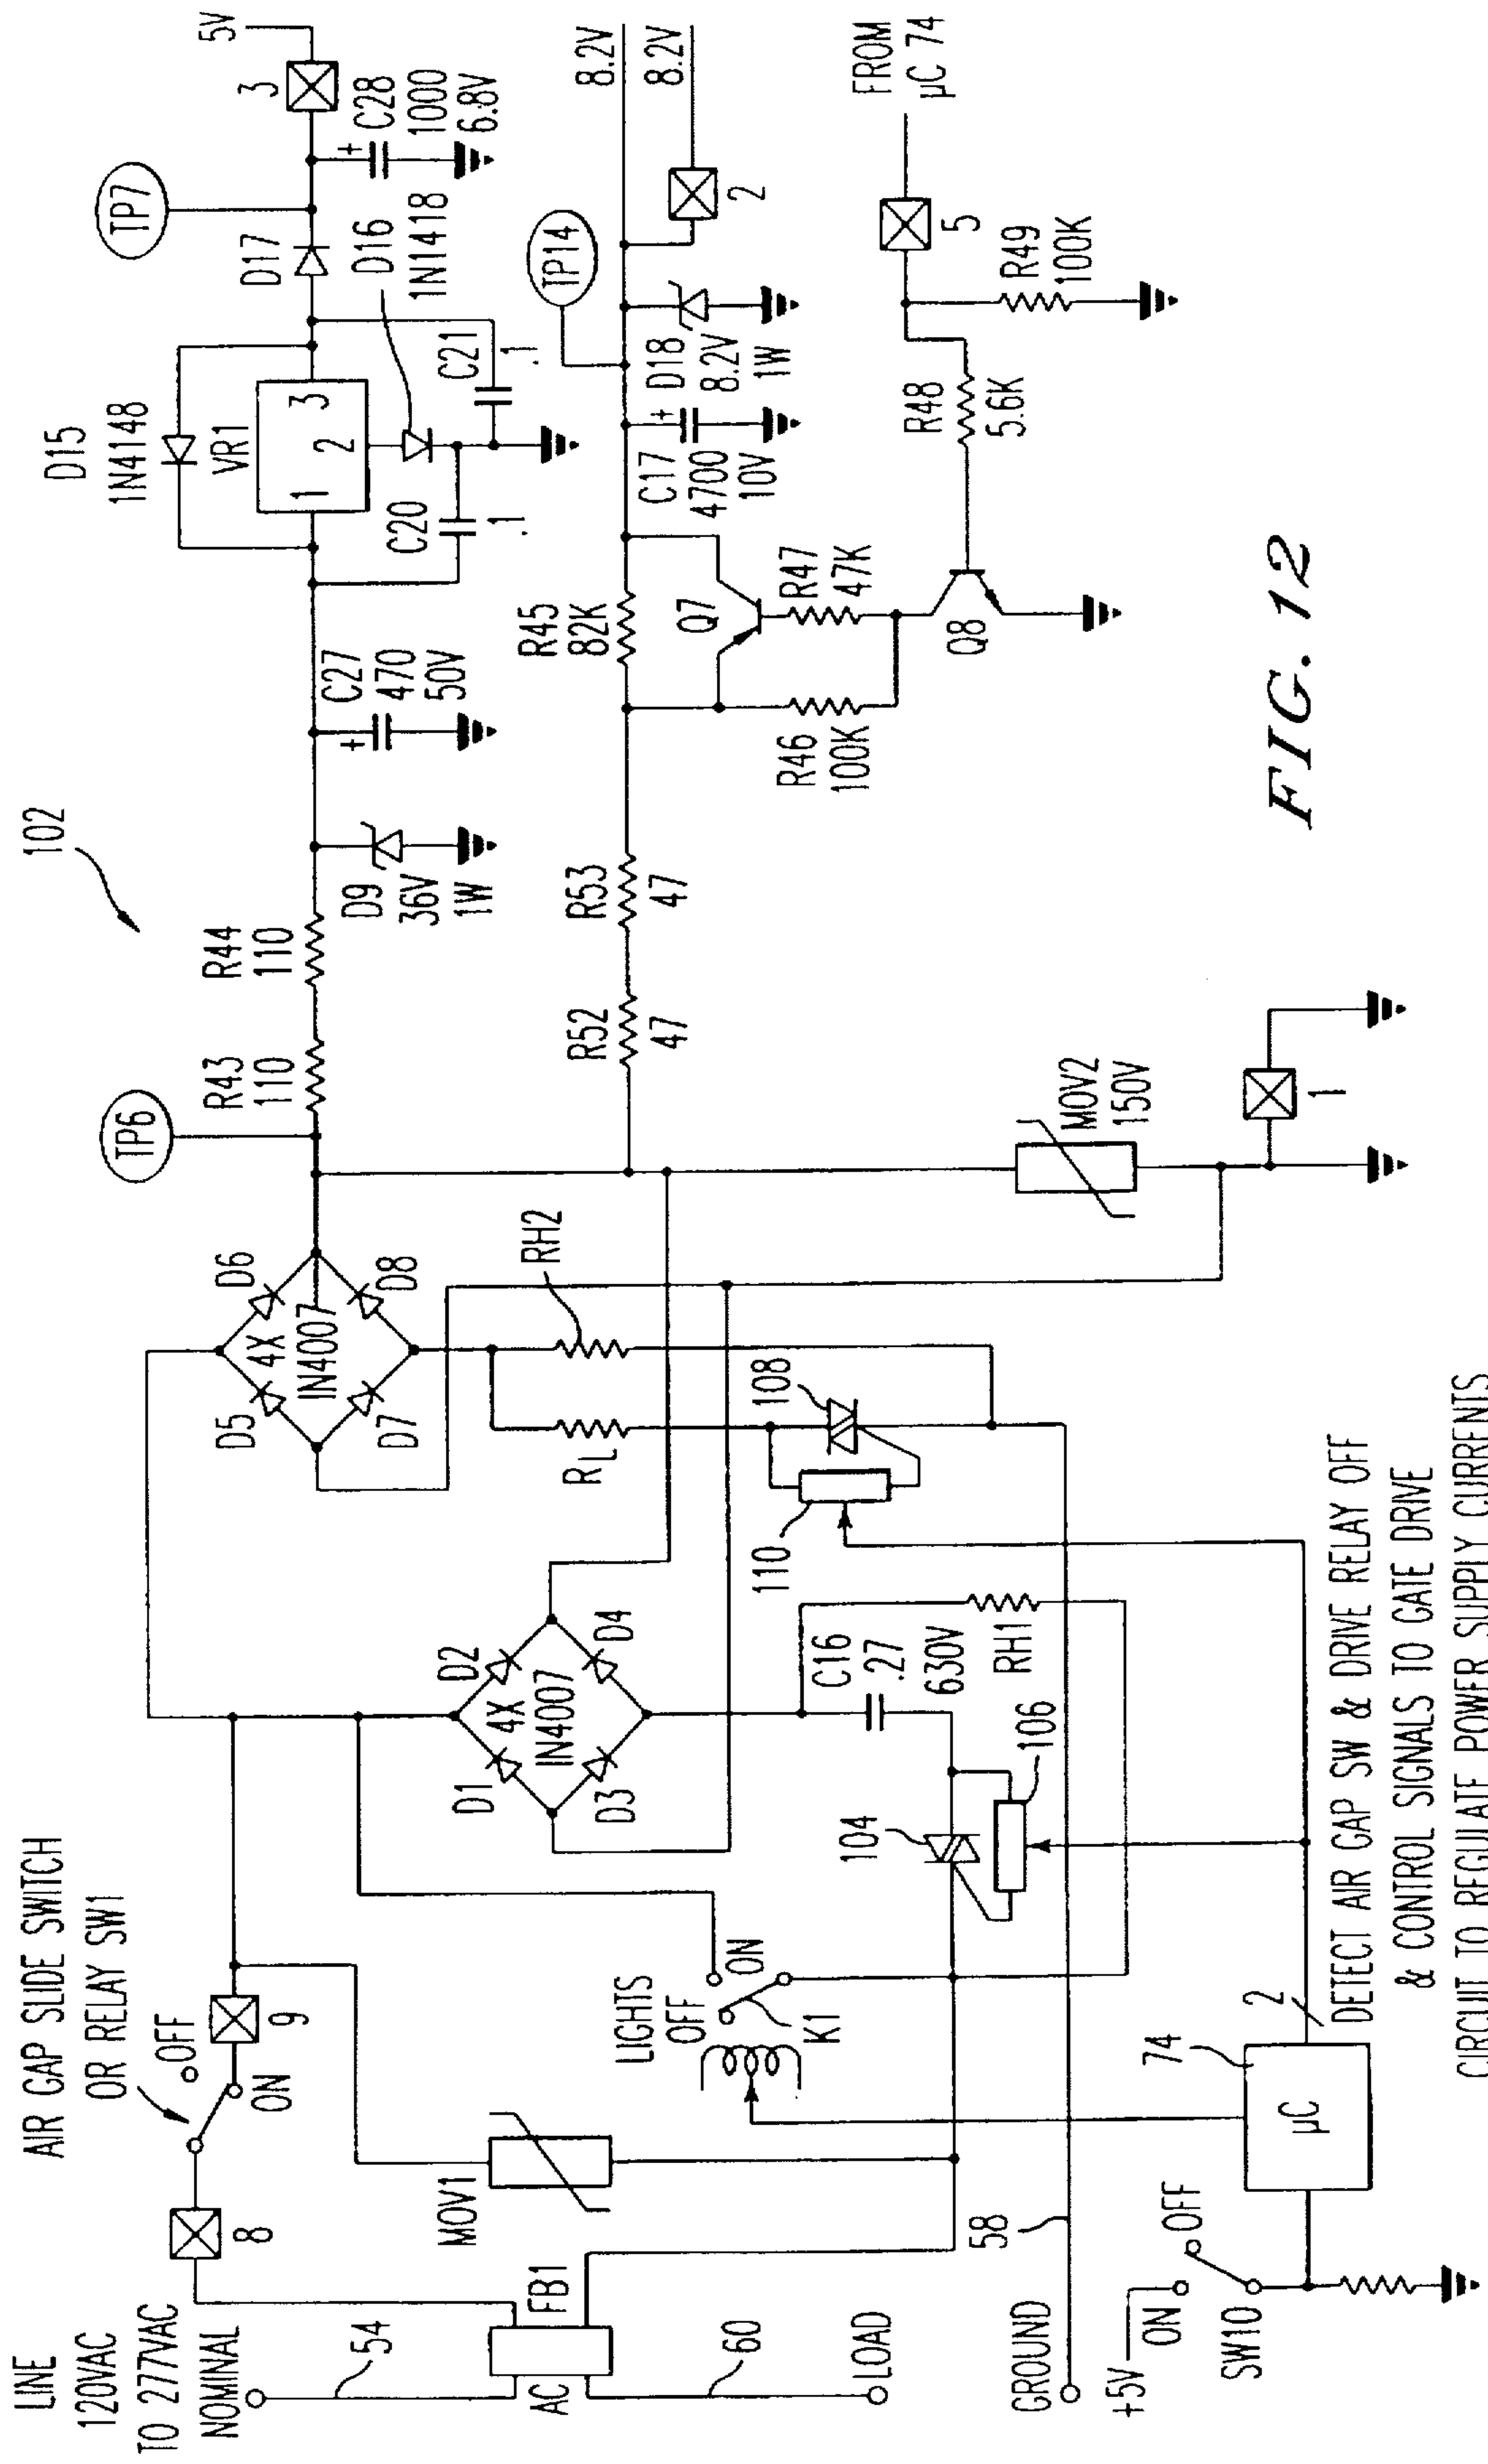 LINE
120VAC
TO 277VAC
NOMINAL
AIR GAP SLIDE SWITCH
OR RELAY SW1
OFF
ON
8
9
54
FB1
AC
60
LOAD
MOV1
LIGHTS
OFF
ON
K1
GROUND
58
+5V
ON
OFF
SW10
µC
74
2
DETECT AIR GAP SW & DRIVE RELAY OFF
& CONTROL SIGNALS TO GATE DRIVE
CIRCUIT TO REGULATE POWER SUPPLY CURRENTS
104
106
D1
D2
4X
IN4007
D3
D4
C16
.27
630V
RH1
D5
D6
4X
IN4007
D7
D8
RL
RH2
108
110
TP6
R43
110
R44
110
102
D9
36V
1W
C27
470
50V
D15
1N4148
VR1
1
2
3
C20
.1
C21
.1
D16
1N1418
D17
TP7
C28
1000
6.8V
3
5V
R52
47
R53
47
R45
82K
Q7
R46
100K
R47
47K
Q8
C17
4700
10V
D18
8.2V
1W
TP14
8.2V
8.2V
2
R48
5.6K
R49
100K
5
FROM
µC 74
MOV2
150V
1
FIG. 12